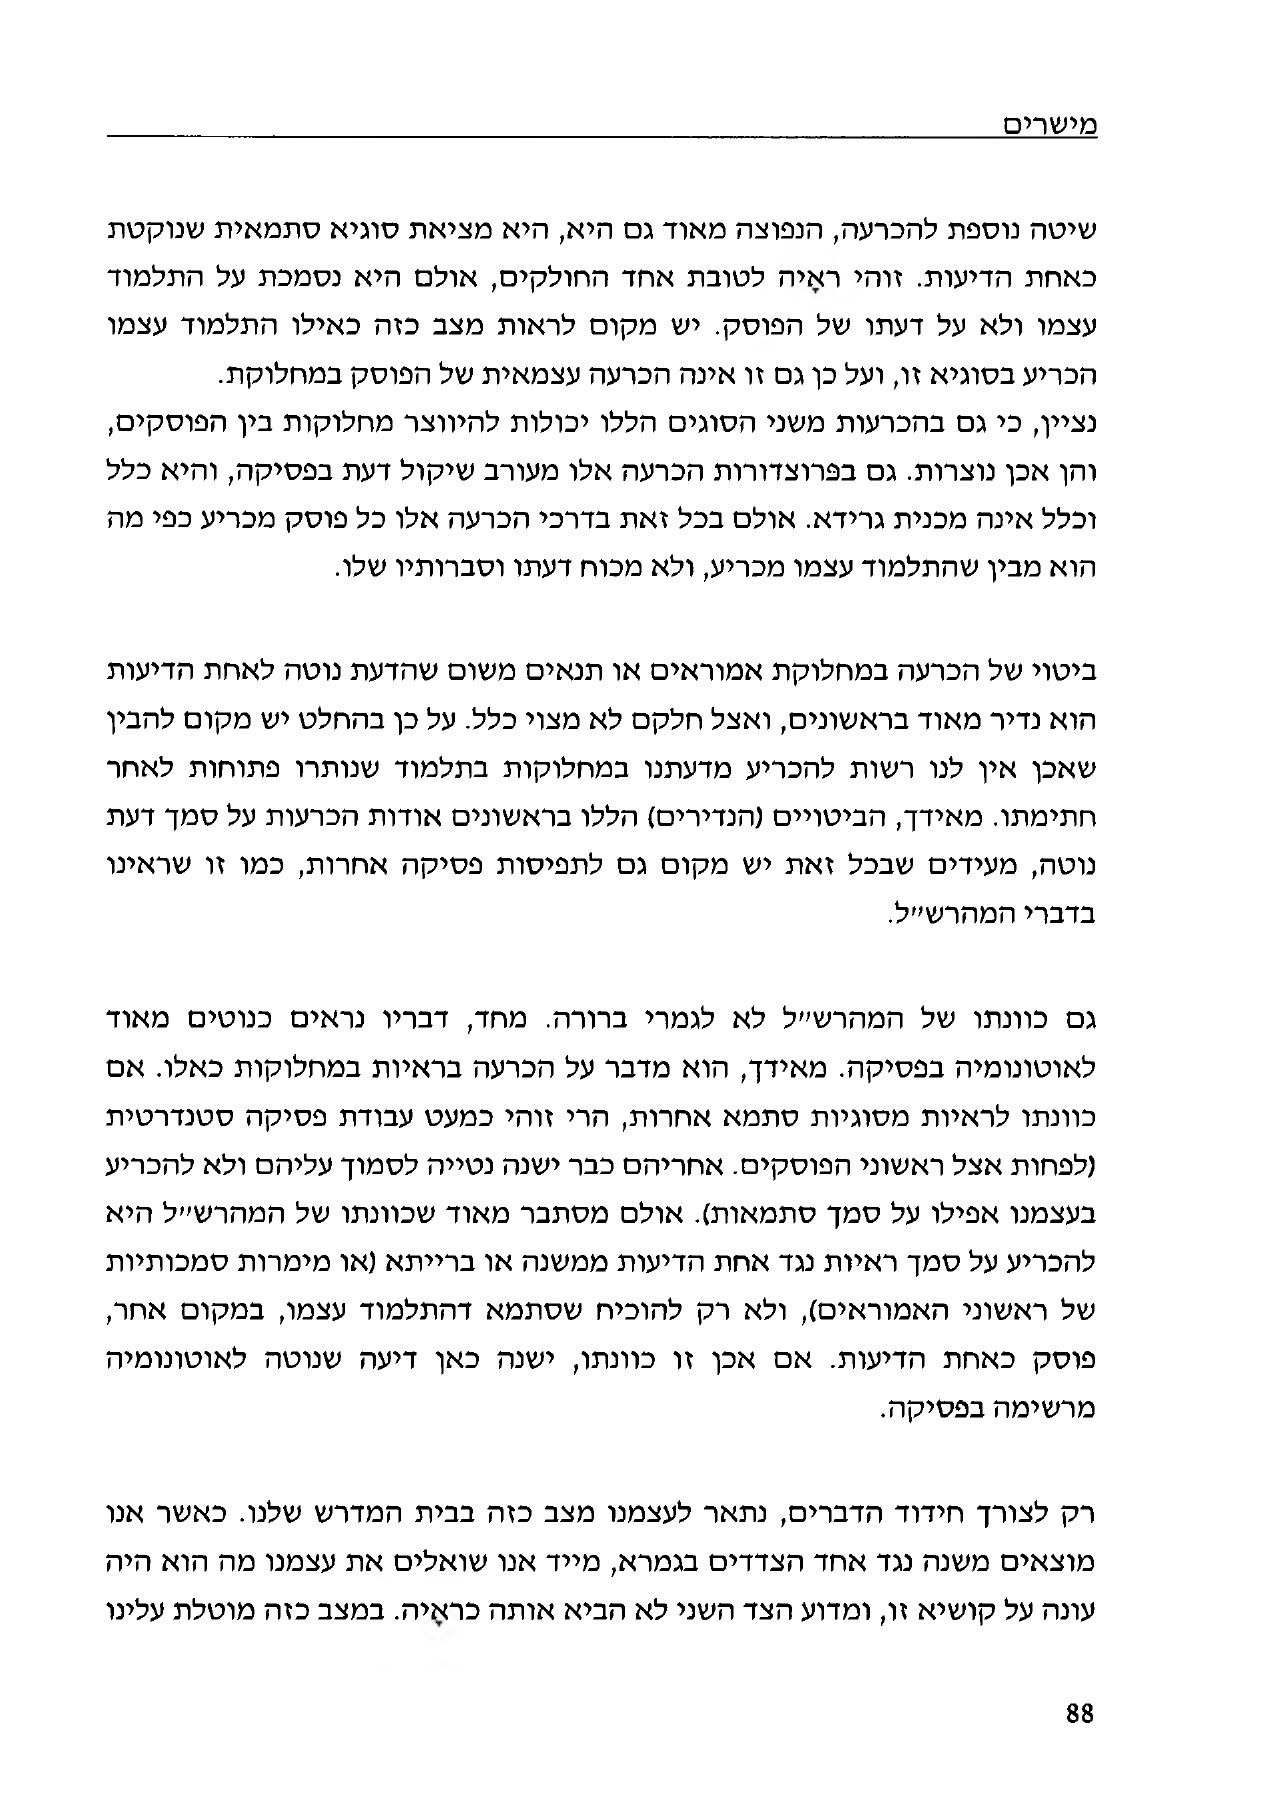 מישרים
שיטה נוספת להכרעה, הנפוצה מאוד גם היא, היא מציאת סוגיא סתמאית שנוקטת
כאחת הדיעות. זוהי ראָיה לטובת אחד החולקים, אולם היא נסמכת על התלמוד
עצמו ולא על דעתו של הפוסק. יש מקום לראות מצב כזה כאילו התלמוד עצמו
הכריע בסוגיא זו, ועל כן גם זו אינה הכרעה עצמאית של הפוסק במחלוקת.
נציין, כי גם בהכרעות משני הסוגים הללו יכולות להיווצר מחלוקות בין הפוסקים,
והן אכן נוצרות. גם בפרוצדורות הכרעה אלו מעורב שיקול דעת בפסיקה, והיא כלל
וכלל אינה מכנית גרידא. אולם בכל זאת בדרכי הכרעה אלו כל פוסק מכריע כפי מה
הוא מבין שהתלמוד עצמו מכריע, ולא מכוח דעתו וסברותיו שלו.
ביטוי של הכרעה במחלוקת אמוראים או תנאים משום שהדעת נוטה לאחת הדיעות
הוא נדיר מאוד בראשונים, ואצל חלקם לא מצוי כלל. על כן בהחלט יש מקום להבין
שאכן אין לנו רשות להכריע מדעתנו במחלוקות בתלמוד שנותרו פתוחות לאחר
חתימתו. מאידך, הביטויים (הנדירים) הללו בראשונים אודות הכרעות על סמך דעת
נוטה, מעידים שבכל זאת יש מקום גם לתפיסות פסיקה אחרות, כמו זו שראינו
בדברי המהרש״ל.
גם כוונתו של המהרש״ל לא לגמרי ברורה. מחד, דבריו נראים כנוטים מאוד
לאוטונומיה בפסיקה. מאידך, הוא מדבר על הכרעה בראיות במחלוקות כאלו. אם
כוונתו לראיות מסוגיות סתמא אחרות, הרי זוהי כמעט עבודת פסיקה סטנדרטית
(לפחות אצל ראשוני הפוסקים. אחריהם כבר ישנה נטייה לסמוך עליהם ולא להכריע
בעצמנו אפילו על סמך סתמאות). אולם מסתבר מאוד שכוונתו של המהרש״ל היא
להכריע על סמך ראיות נגד אחת הדיעות ממשנה או ברייתא (או מימרות סמכותיות
של ראשוני האמוראים), ולא רק להוכיח שסתמא דהתלמוד עצמו, במקום אחר,
פוסק כאחת הדיעות. אם אכן זו כוונתו, ישנה כאן דיעה שנוטה לאוטונומיה
מרשימה בפסיקה.
רק לצורך חידוד הדברים, נתאר לעצמנו מצב כזה בבית המדרש שלנו. כאשר אנו
מוצאים משנה נגד אחד הצדדים בגמרא, מייד אנו שואלים את עצמנו מה הוא היה
עונה על קושיא זו, ומדוע הצד השני לא הביא אותה כראָיה. במצב כזה מוטלת עלינו
88